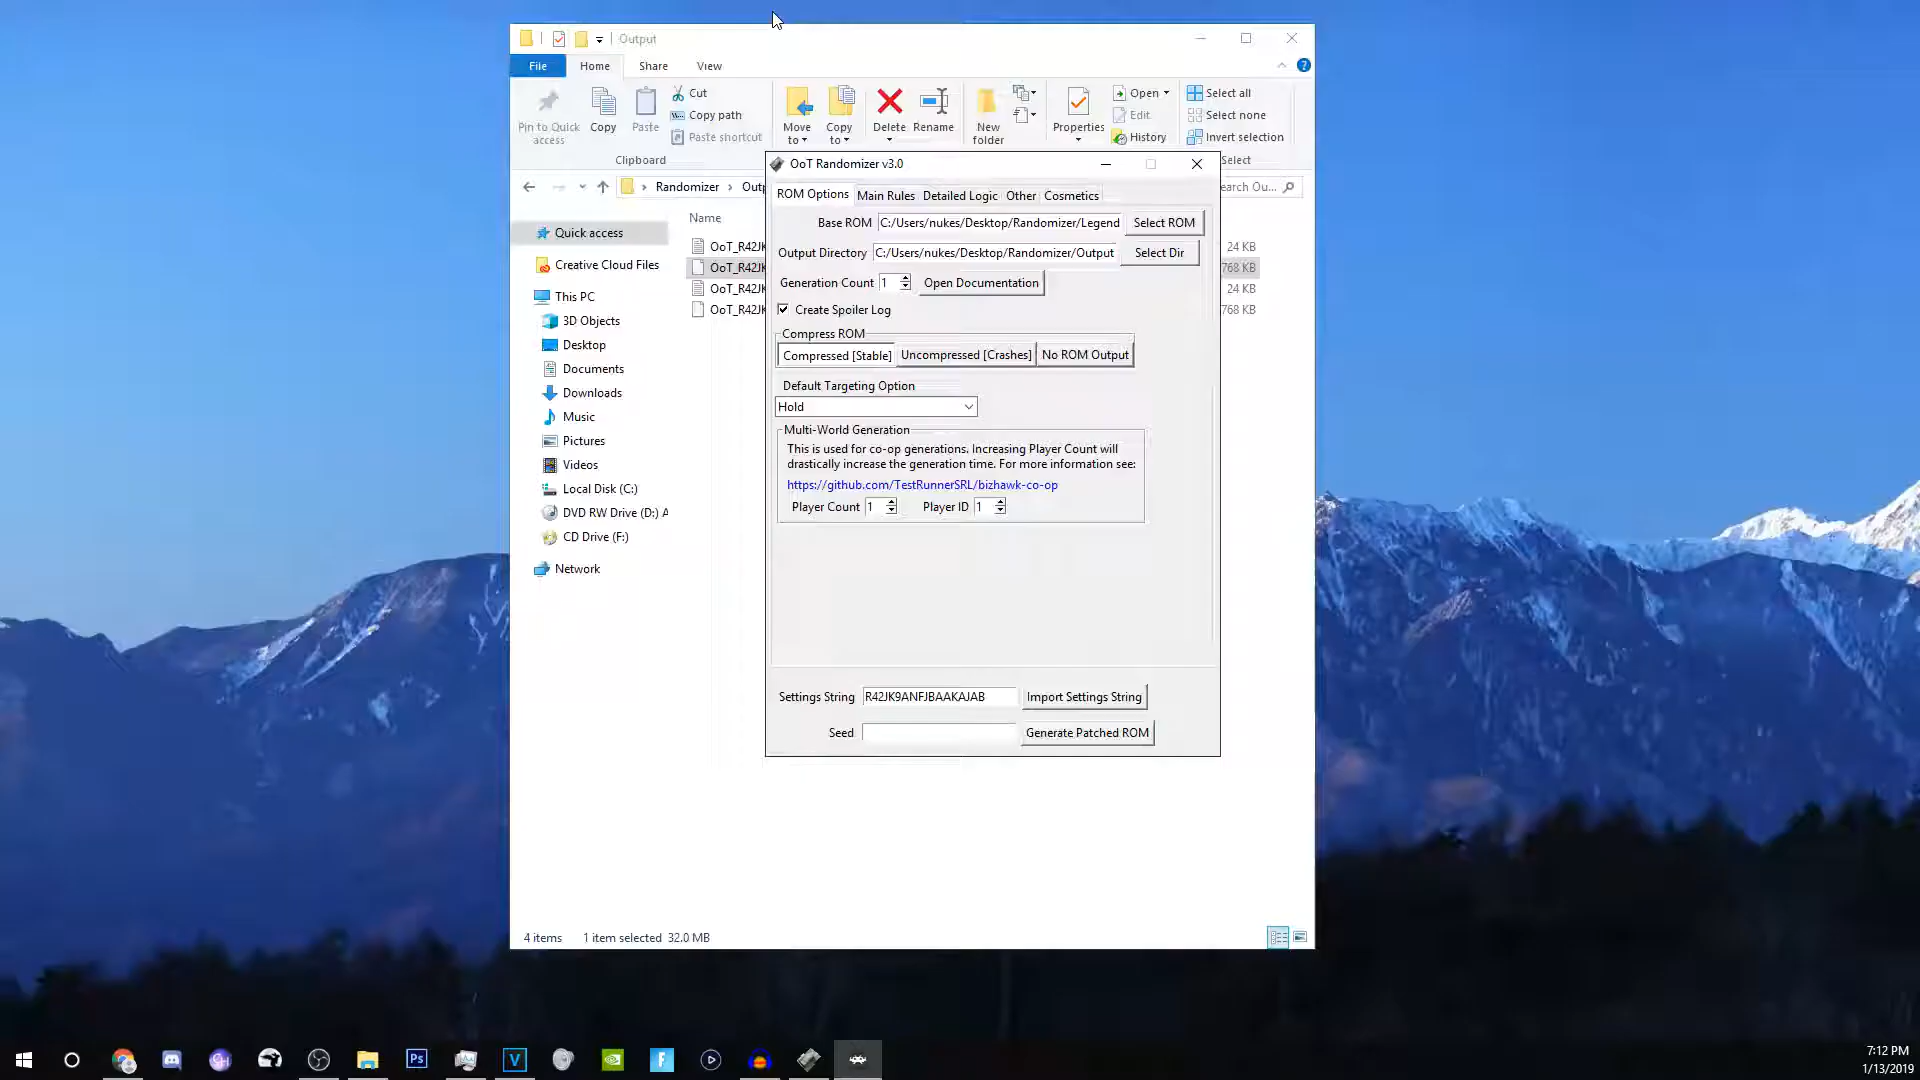 Output
File
Home
Share
View
Pin to Quick
access
Copy
Paste
Cut
Copy path
Paste shortcut
Clipboard
Move
to
Copy
to
Delete
Rename
New
folder
Properties
Open
Edit
History
Select all
Select none
Invert selection
Select
Randomizer
Outp
earch Ou...
Name
Quick access
Creative Cloud Files
This PC
3D Objects
Desktop
Documents
Downloads
Music
Pictures
Videos
Local Disk (C:)
DVD RW Drive (D:) A
CD Drive (F:)
Network
OoT_R42JK
24 KB
OoT_R42JK
768 KB
OoT_R42JK
24 KB
OoT_R42JK
768 KB
OoT Randomizer v3.0
ROM Options
Main Rules
Detailed Logic
Other
Cosmetics
Base ROM
C:/Users/nukes/Desktop/Randomizer/Legend
Select ROM
Output Directory
C:/Users/nukes/Desktop/Randomizer/Output
Select Dir
Generation Count
1
Open Documentation
Create Spoiler Log
Compress ROM
Compressed [Stable]
Uncompressed [Crashes]
No ROM Output
Default Targeting Option
Hold
Multi-World Generation
This is used for co-op generations. Increasing Player Count will
drastically increase the generation time. For more information see:
https://github.com/TestRunnerSRL/bizhawk-co-op
Player Count
1
Player ID
1
Settings String
R42JK9ANFJBAAKAJAB
Import Settings String
Seed
Generate Patched ROM
4 items
1 item selected 32.0 MB
Ps
V
7:12 PM
1/13/2019